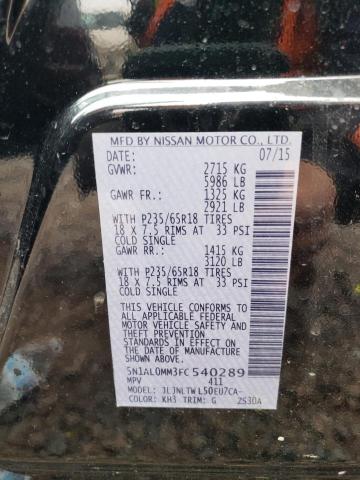 MFD BY NISSAN MOTOR CO., LTD.
DATE: 07/15
GVWR: 2715 KG
5986 LB
GAWR FR.: 1325 KG
2921 LB
WITH P235/65R18 TIRES
18 X 7.5 RIMS AT 33 PSI
COLD SINGLE
GAWR RR.: 1415 KG
3120 LB
WITH P235/65R18 TIRES
18 X 7.5 RIMS AT 33 PSI
COLD SINGLE
THIS VEHICLE CONFORMS TO
ALL APPLICABLE FEDERAL
MOTOR VEHICLE SAFETY
AND THEFT PREVENTION
STANDARDS IN EFFECT
ON THE DATE OF
MANUFACTURE SHOWN ABOVE.
5N1AL0MM3FC540289
MPV 411
MODEL: JLJNLTWL50EU7CA-
COLOR: KH3 TRIM: G 2S30A